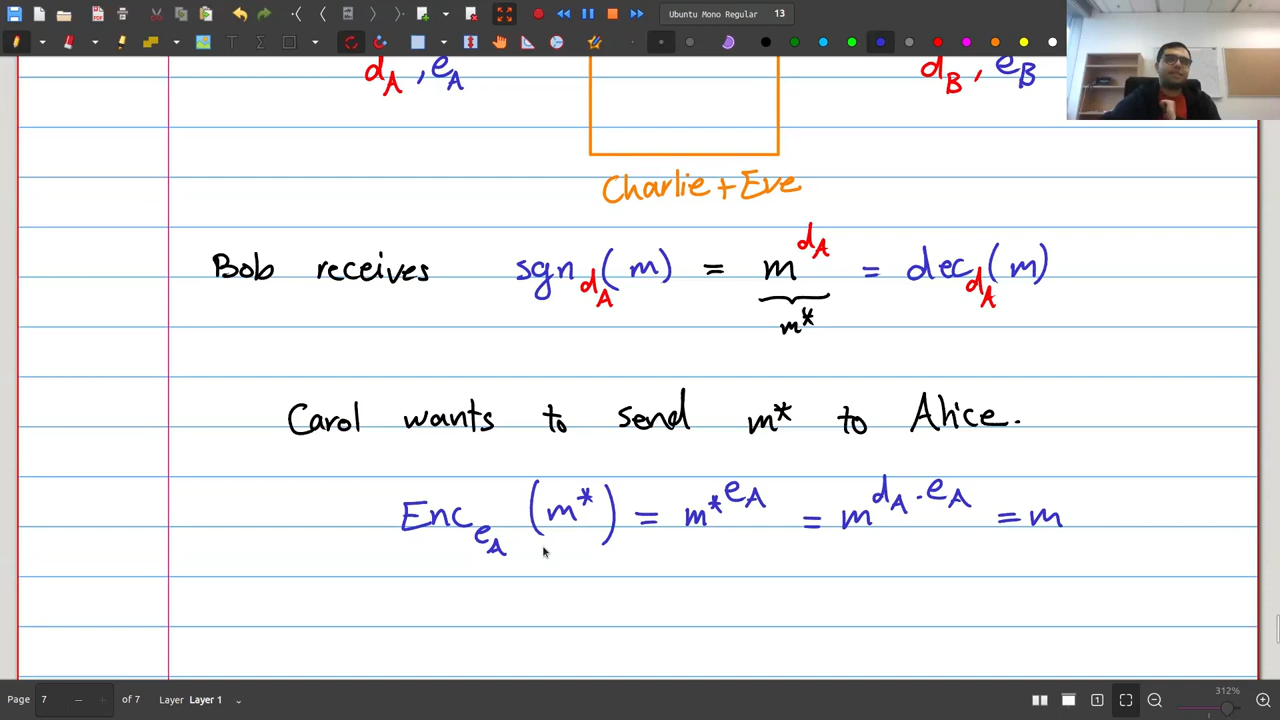 Ubuntu Mono Regular 13
d_A , e_A d_B , e_B
Charlie + Eve
Bob receives sgn_{d_A}(m) = m^{d_A} = dec_{d_A}(m)
m*
Carol wants to send m* to Alice.
Enc_{e_A}(m*) = m*^{e_A} = m^{d_A · e_A} = m
Page 7 of 7 Layer Layer 1 312%